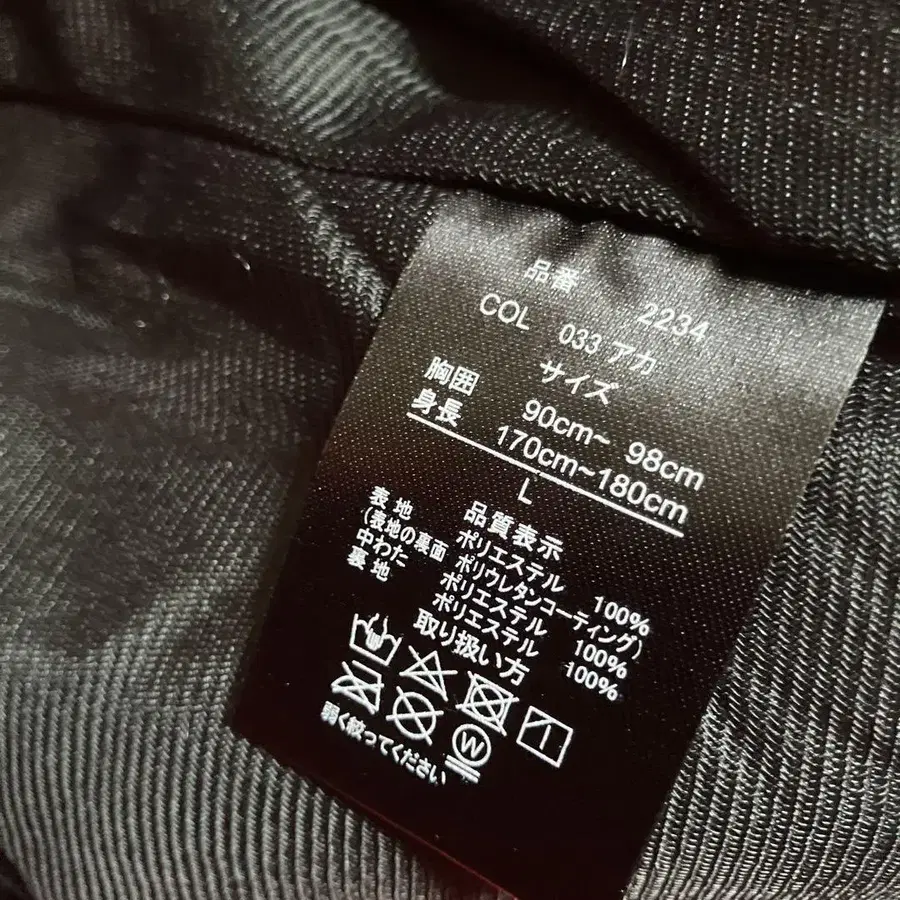 品番 2234
COL 033 アカ
サイズ
胸囲 90cm~ 98cm
身長 170cm~180cm
L
品質表示
表地 ポリエステル 100%
(表地の裏面 ポリウレタンコーティング)
中わた ポリエステル 100%
裏地 ポリエステル 100%
取り扱い方
W
弱く絞ってください